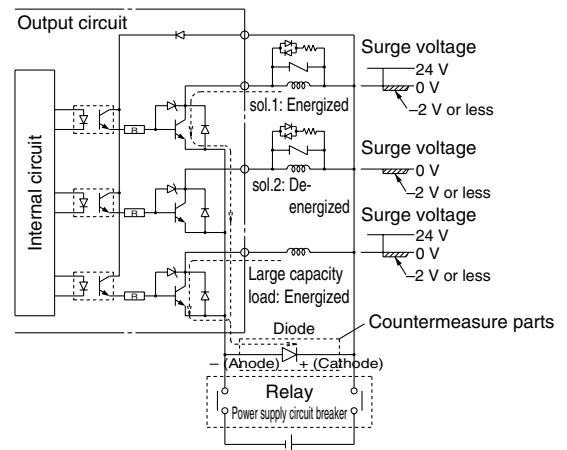 Output circuit
Internal circuit
R
R
R
sol.1: Energized
sol.2: De-
energized
Large capacity
load: Energized
Surge voltage
24 V
0 V
–2 V or less
Surge voltage
0 V
–2 V or less
Surge voltage
24 V
0 V
–2 V or less
Countermeasure parts
Diode
– (Anode) + (Cathode)
Relay
Power supply circuit breaker